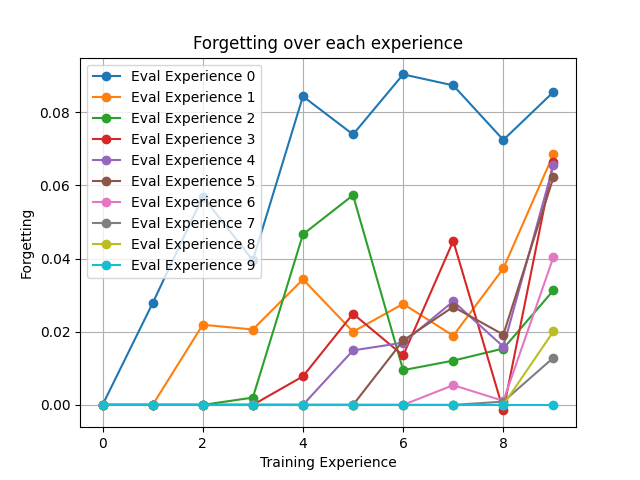 Forgetting over each experience
Eval Experience 0
Eval Experience 1
Eval Experience 2
Eval Experience 3
Eval Experience 4
Eval Experience 5
Eval Experience 6
Eval Experience 7
Eval Experience 8
Eval Experience 9
0.08
0.06
0.04
0.02
0.00
Forgetting
0 2 4 6 8
Training Experience